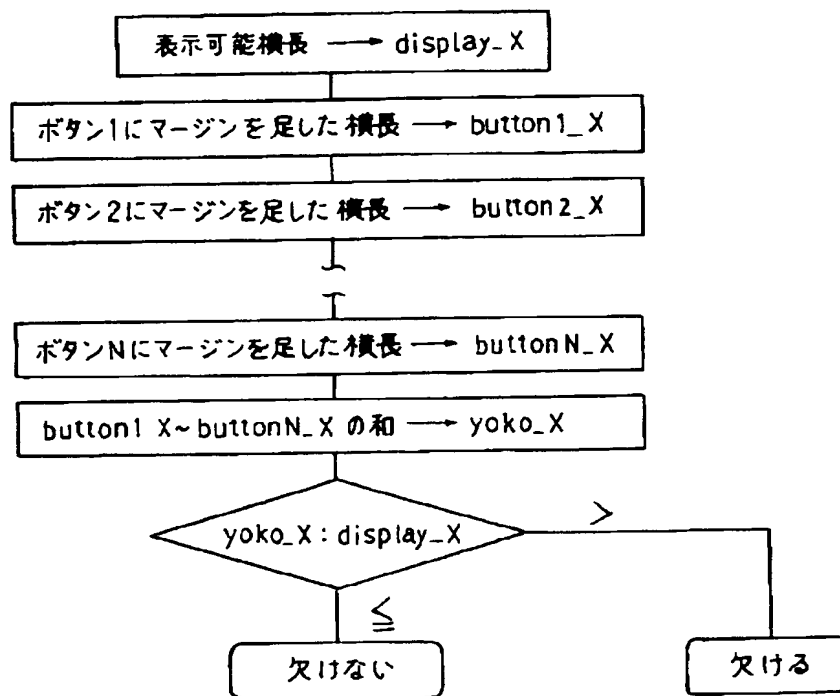 表示可能横長 → display_X
ボタン1にマージンを足した横長 → button1_X
ボタン2にマージンを足した横長 → button2_X
ボタンNにマージンを足した横長 → buttonN_X
button1 X~buttonN_X の和 → yoko_X
yoko_X : display_X
>
≦
欠けない
欠ける